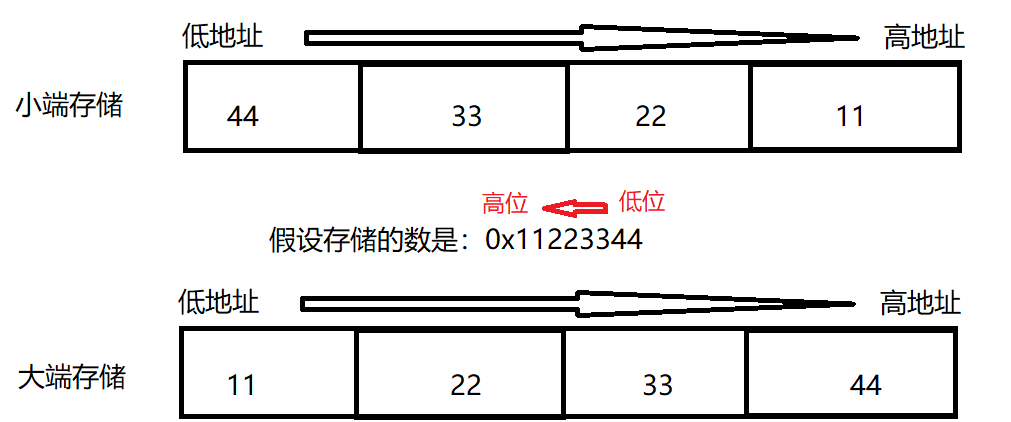 低地址 高地址
小端存储 44 33 22 11
高位 低位
假设存储的数是：0x11223344
低地址 高地址
大端存储 11 22 33 44